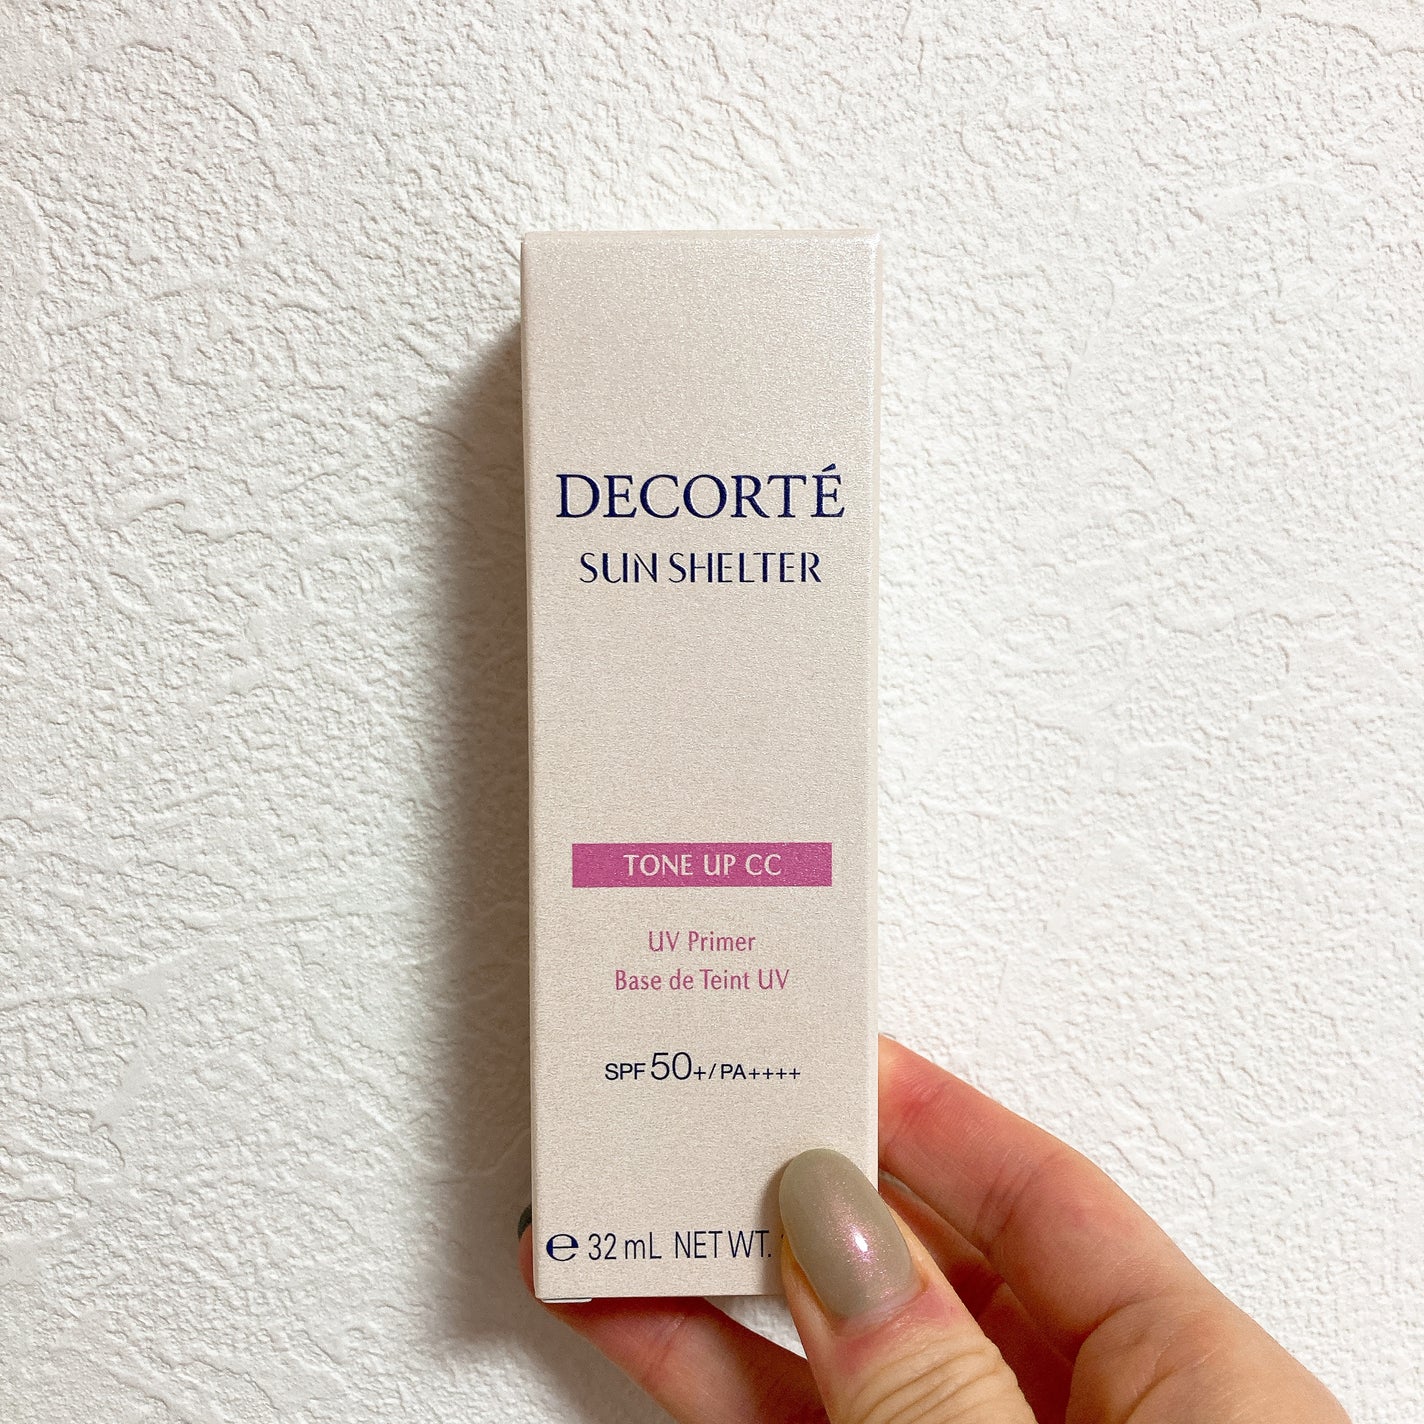 DECORTÉ
SUN SHELTER
TONE UP CC
UV Primer
Base de Teint UV
SPF 50+/PA++++
℮ 32 mL NET WT.